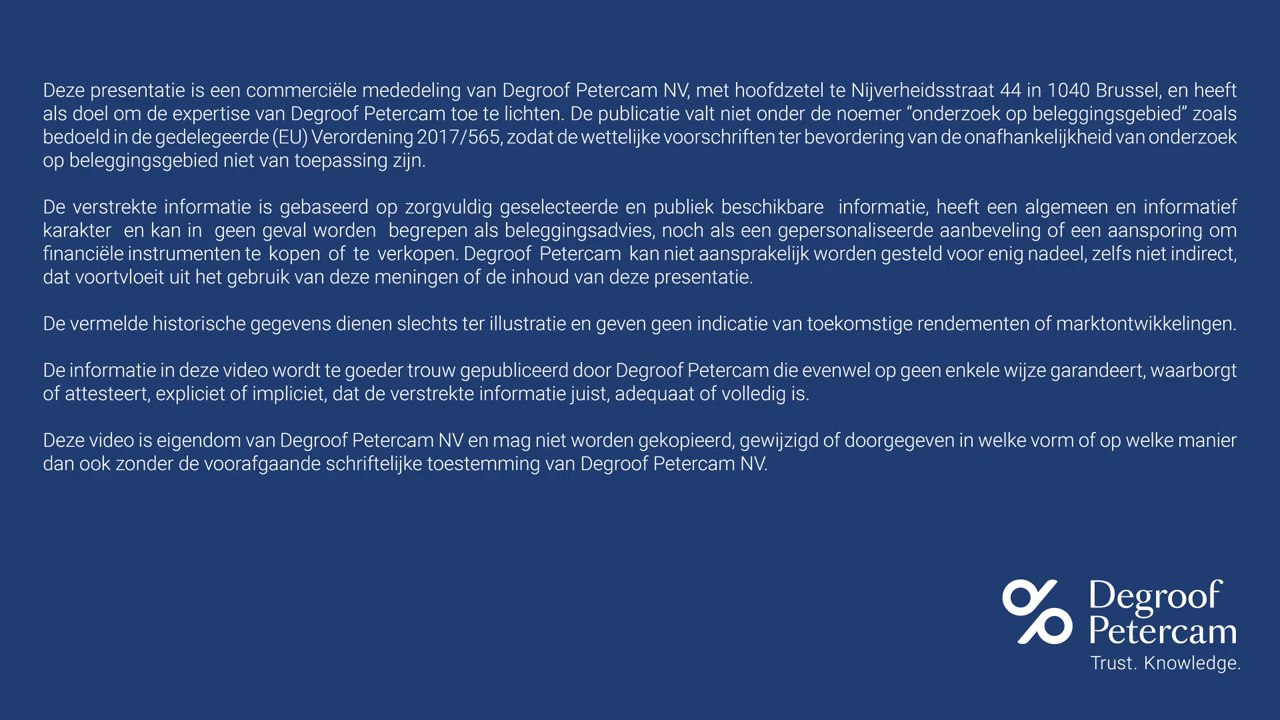 Deze presentatie is een commerciële mededeling van Degroof Petercam NV, met hoofdzetel te Nijverheidsstraat 44 in 1040 Brussel, en heeft
als doel om de expertise van Degroof Petercam toe te lichten. De publicatie valt niet onder de noemer “onderzoek op beleggingsgebied” zoals
bedoeld in de gedelegeerde (EU) Verordening 2017/565, zodat de wettelijke voorschriften ter bevordering van de onafhankelijkheid van onderzoek
op beleggingsgebied niet van toepassing zijn.
De verstrekte informatie is gebaseerd op zorgvuldig geselecteerde en publiek beschikbare informatie, heeft een algemeen en informatief
karakter en kan in geen geval worden begrepen als beleggingsadvies, noch als een gepersonaliseerde aanbeveling of een aansporing om
financiële instrumenten te kopen of te verkopen. Degroof Petercam kan niet aansprakelijk worden gesteld voor enig nadeel, zelfs niet indirect,
dat voortvloeit uit het gebruik van deze meningen of de inhoud van deze presentatie.
De vermelde historische gegevens dienen slechts ter illustratie en geven geen indicatie van toekomstige rendementen of marktontwikkelingen.
De informatie in deze video wordt te goeder trouw gepubliceerd door Degroof Petercam die evenwel op geen enkele wijze garandeert, waarborgt
of attesteert, expliciet of impliciet, dat de verstrekte informatie juist, adequaat of volledig is.
Deze video is eigendom van Degroof Petercam NV en mag niet worden gekopieerd, gewijzigd of doorgegeven in welke vorm of op welke manier
dan ook zonder de voorafgaande schriftelijke toestemming van Degroof Petercam NV.
Degroof
Petercam
Trust. Knowledge.